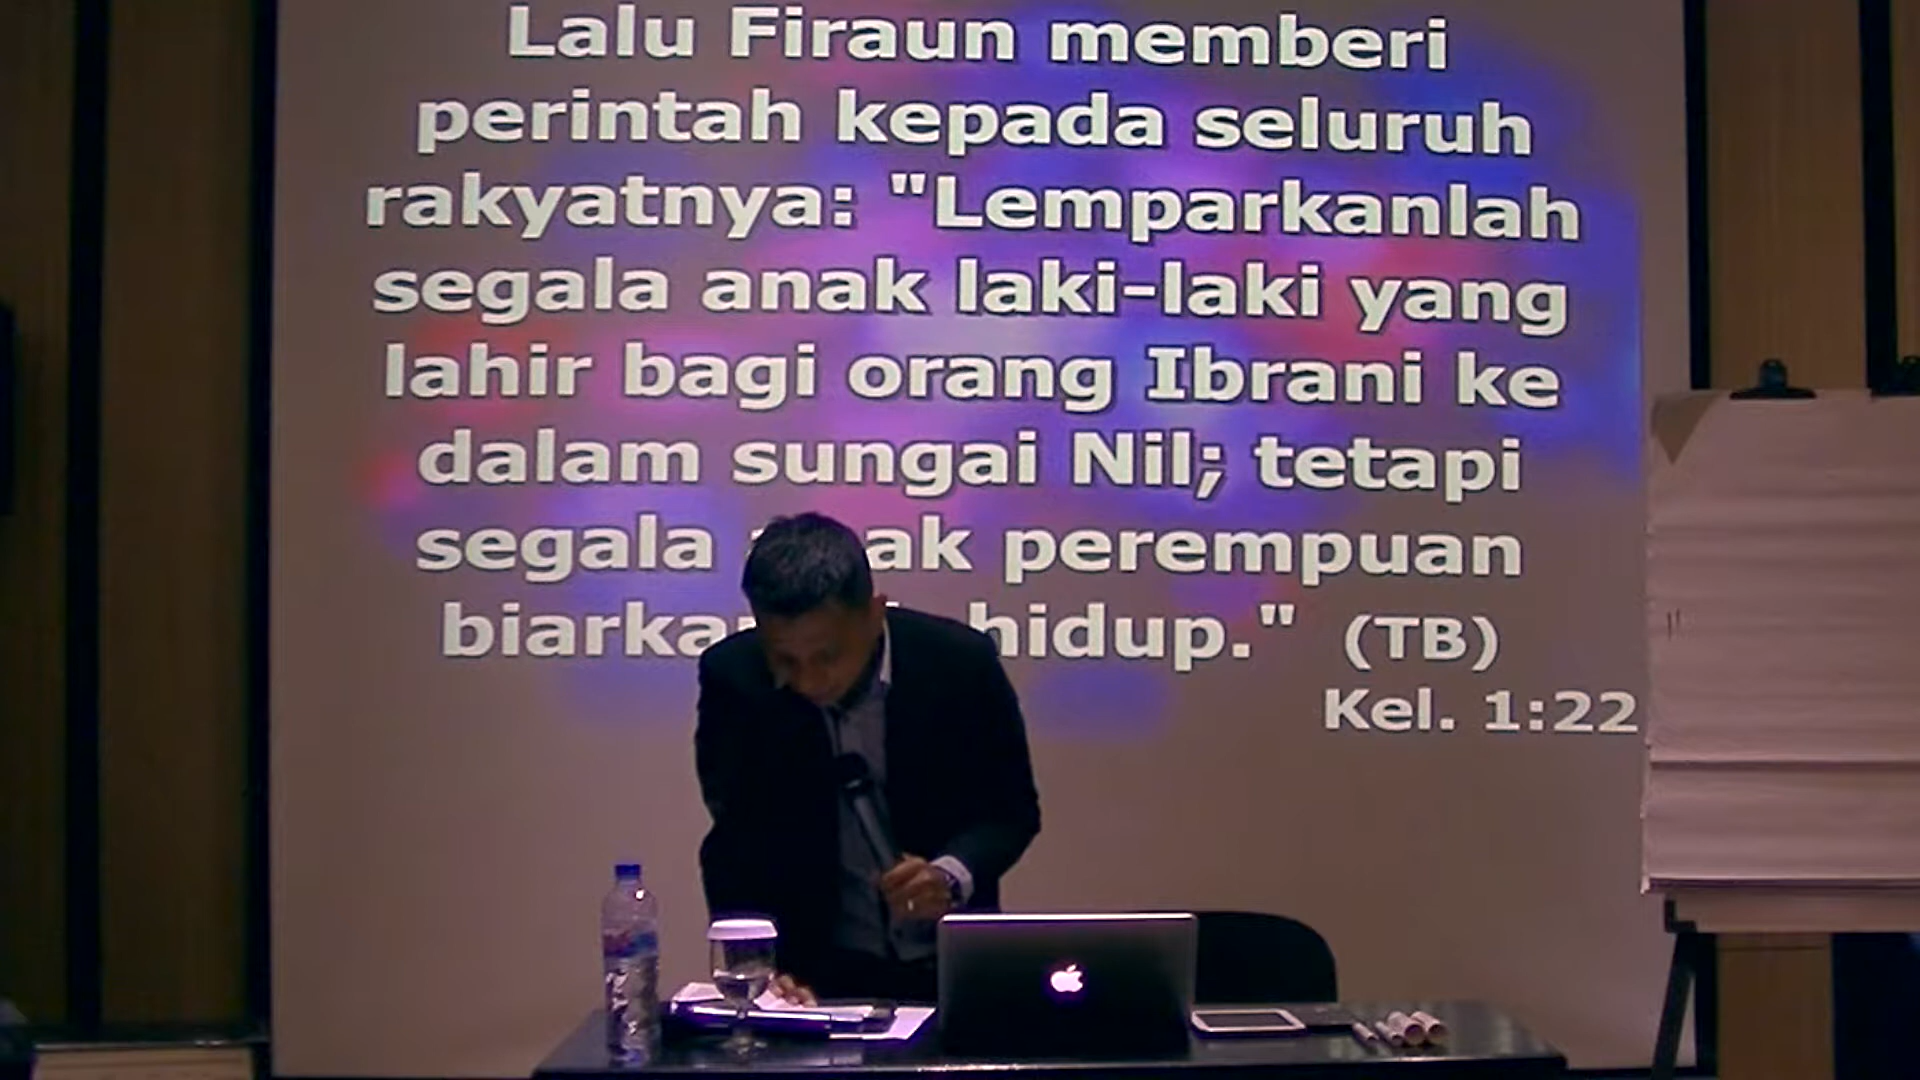 Lalu Firaun memberi
perintah kepada seluruh
rakyatnya: "Lemparkanlah
segala anak laki-laki yang
lahir bagi orang Ibrani ke
dalam sungai Nil; tetapi
segala perempuan
hidup." (TB)
Kel. 1:22